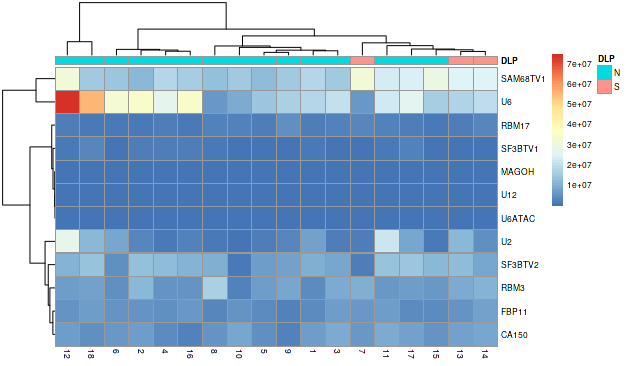 DLP
SAM68TV1
U6
RBM17
SF3BTV1
MAGOH
U12
U6ATAC
U2
SF3BTV2
RBM3
FBP11
CA150
12 18 6 2 4 16 8 10 5 9 1 3 7 11 17 15 13 14
7e+07
6e+07
5e+07
4e+07
3e+07
2e+07
1e+07
DLP
N
S